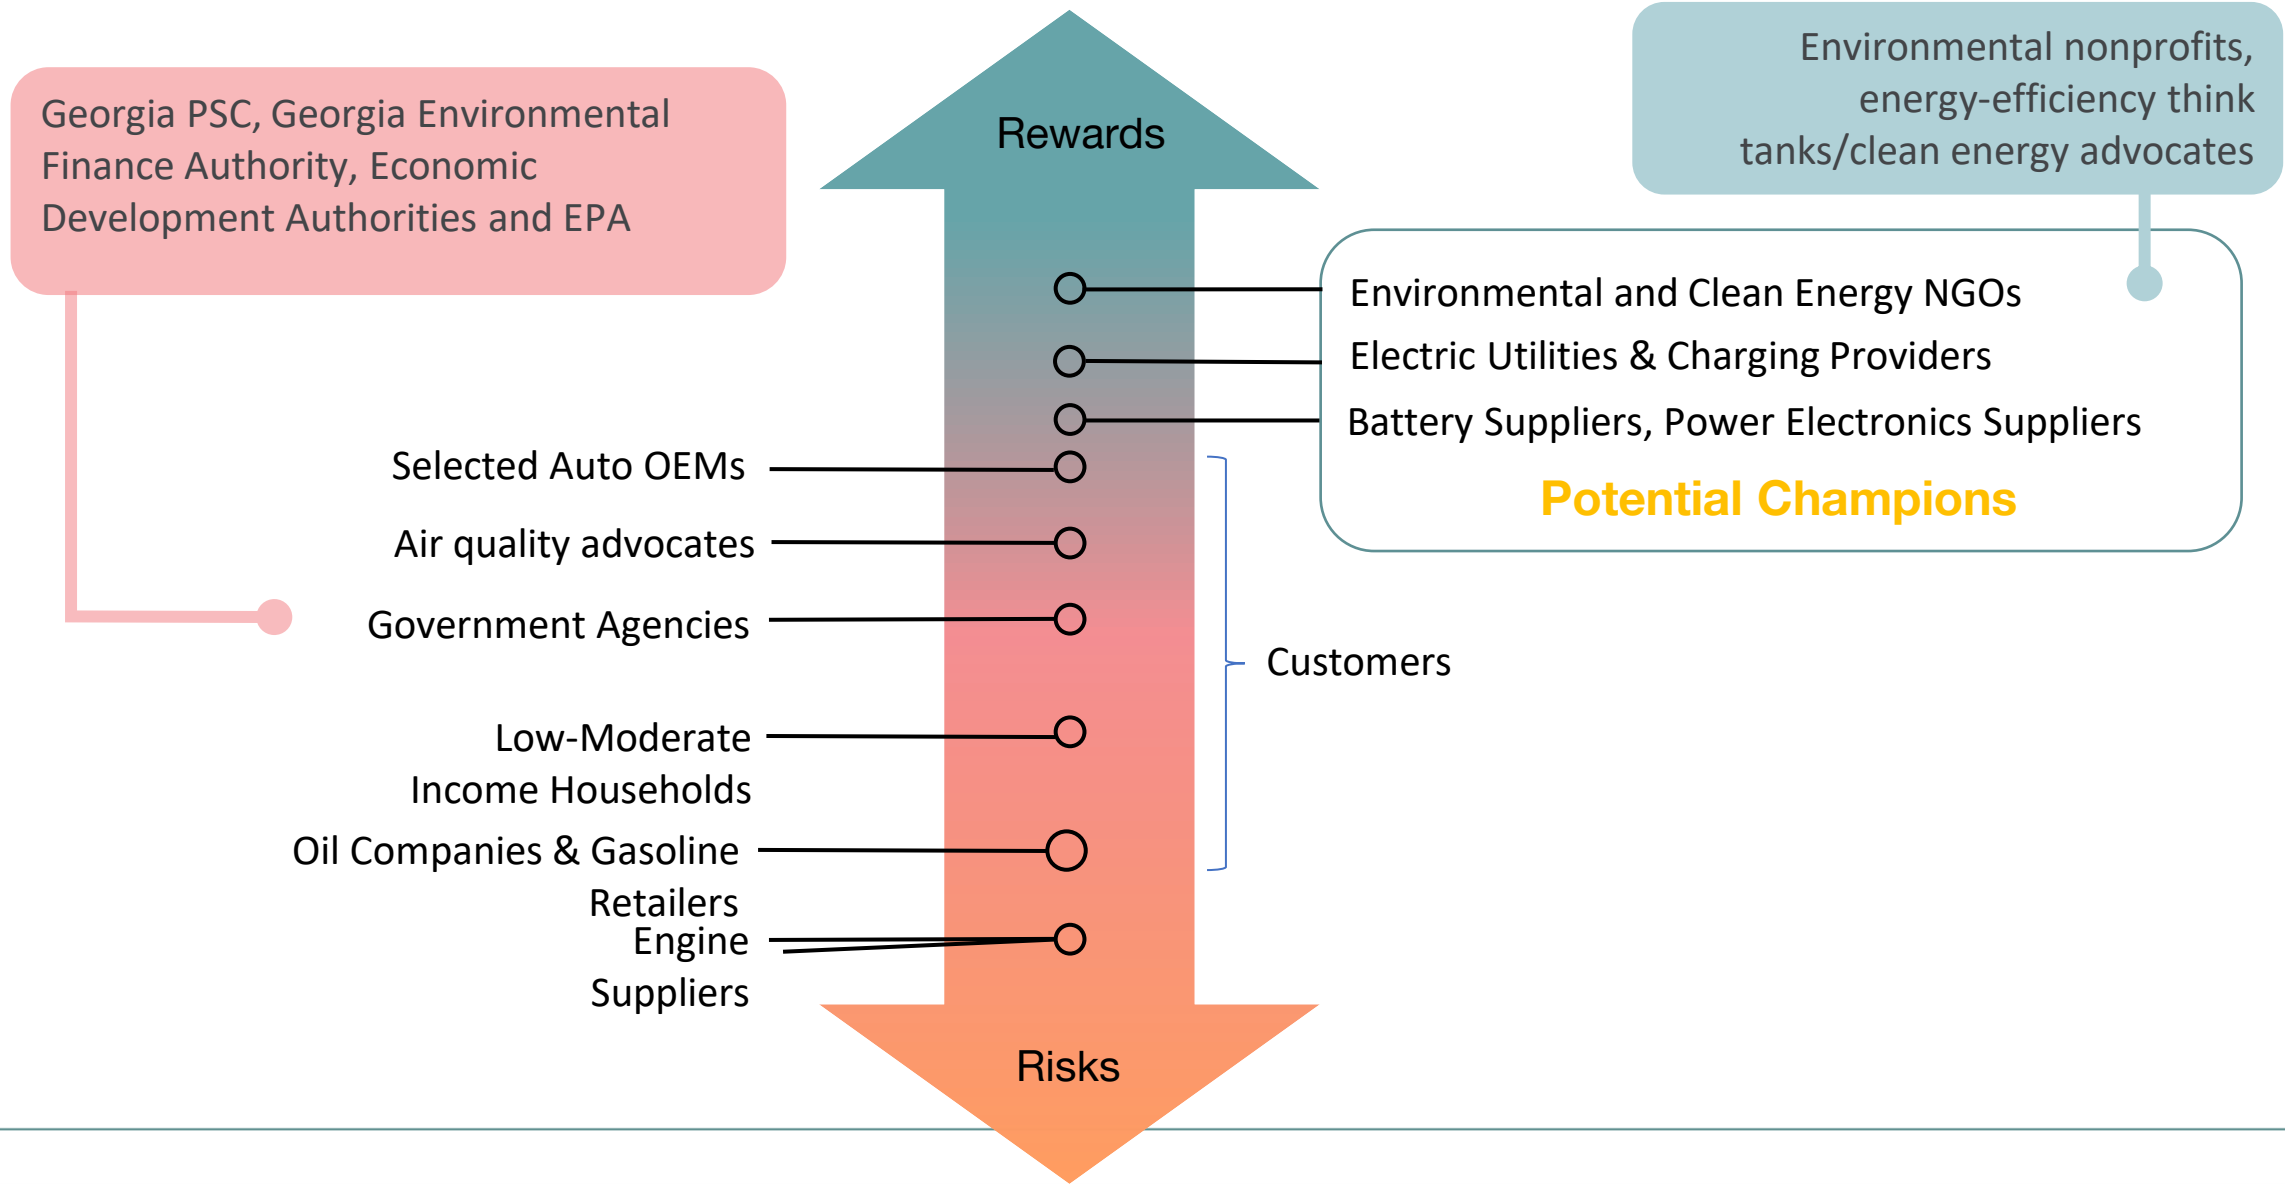 Georgia PSC, Georgia Environmental
Finance Authority, Economic
Development Authorities and EPA
Rewards
Environmental nonprofits,
energy-efficiency think
tanks/clean energy advocates
Environmental and Clean Energy NGOs
Electric Utilities & Charging Providers
Battery Suppliers, Power Electronics Suppliers
Potential Champions
Selected Auto OEMs
Air quality advocates
Government Agencies
Customers
Low-Moderate
Income Households
Oil Companies & Gasoline
Retailers
Engine
Suppliers
Risks